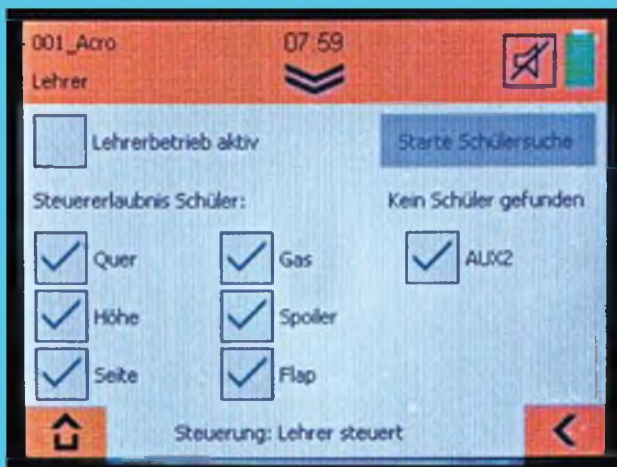 001_Acro
07:59
Lehrer
Lehrerbetrieb aktiv
Starte Schülersuche
Steuererlaubnis Schüler:
Kein Schüler gefunden
Quer
Gas
AUX2
Höhe
Spoiler
Seite
Flap
Steuerung: Lehrer steuert